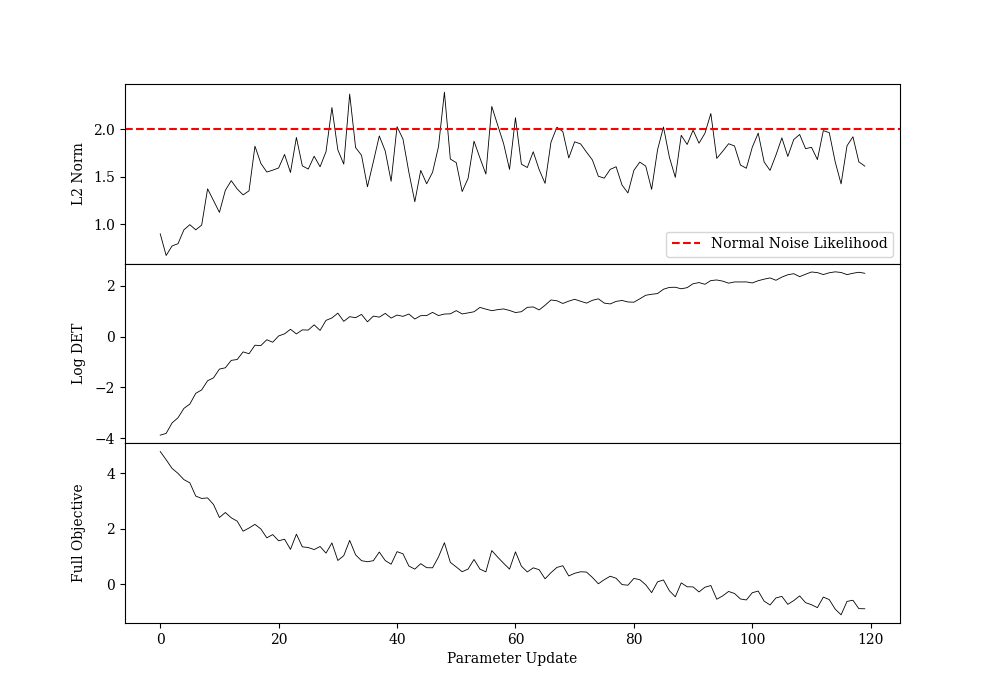 L2 Norm
2.0
1.5
1.0
Normal Noise Likelihood
Log DET
2
0
−2
−4
Full Objective
4
2
0
0 20 40 60 80 100 120
Parameter Update